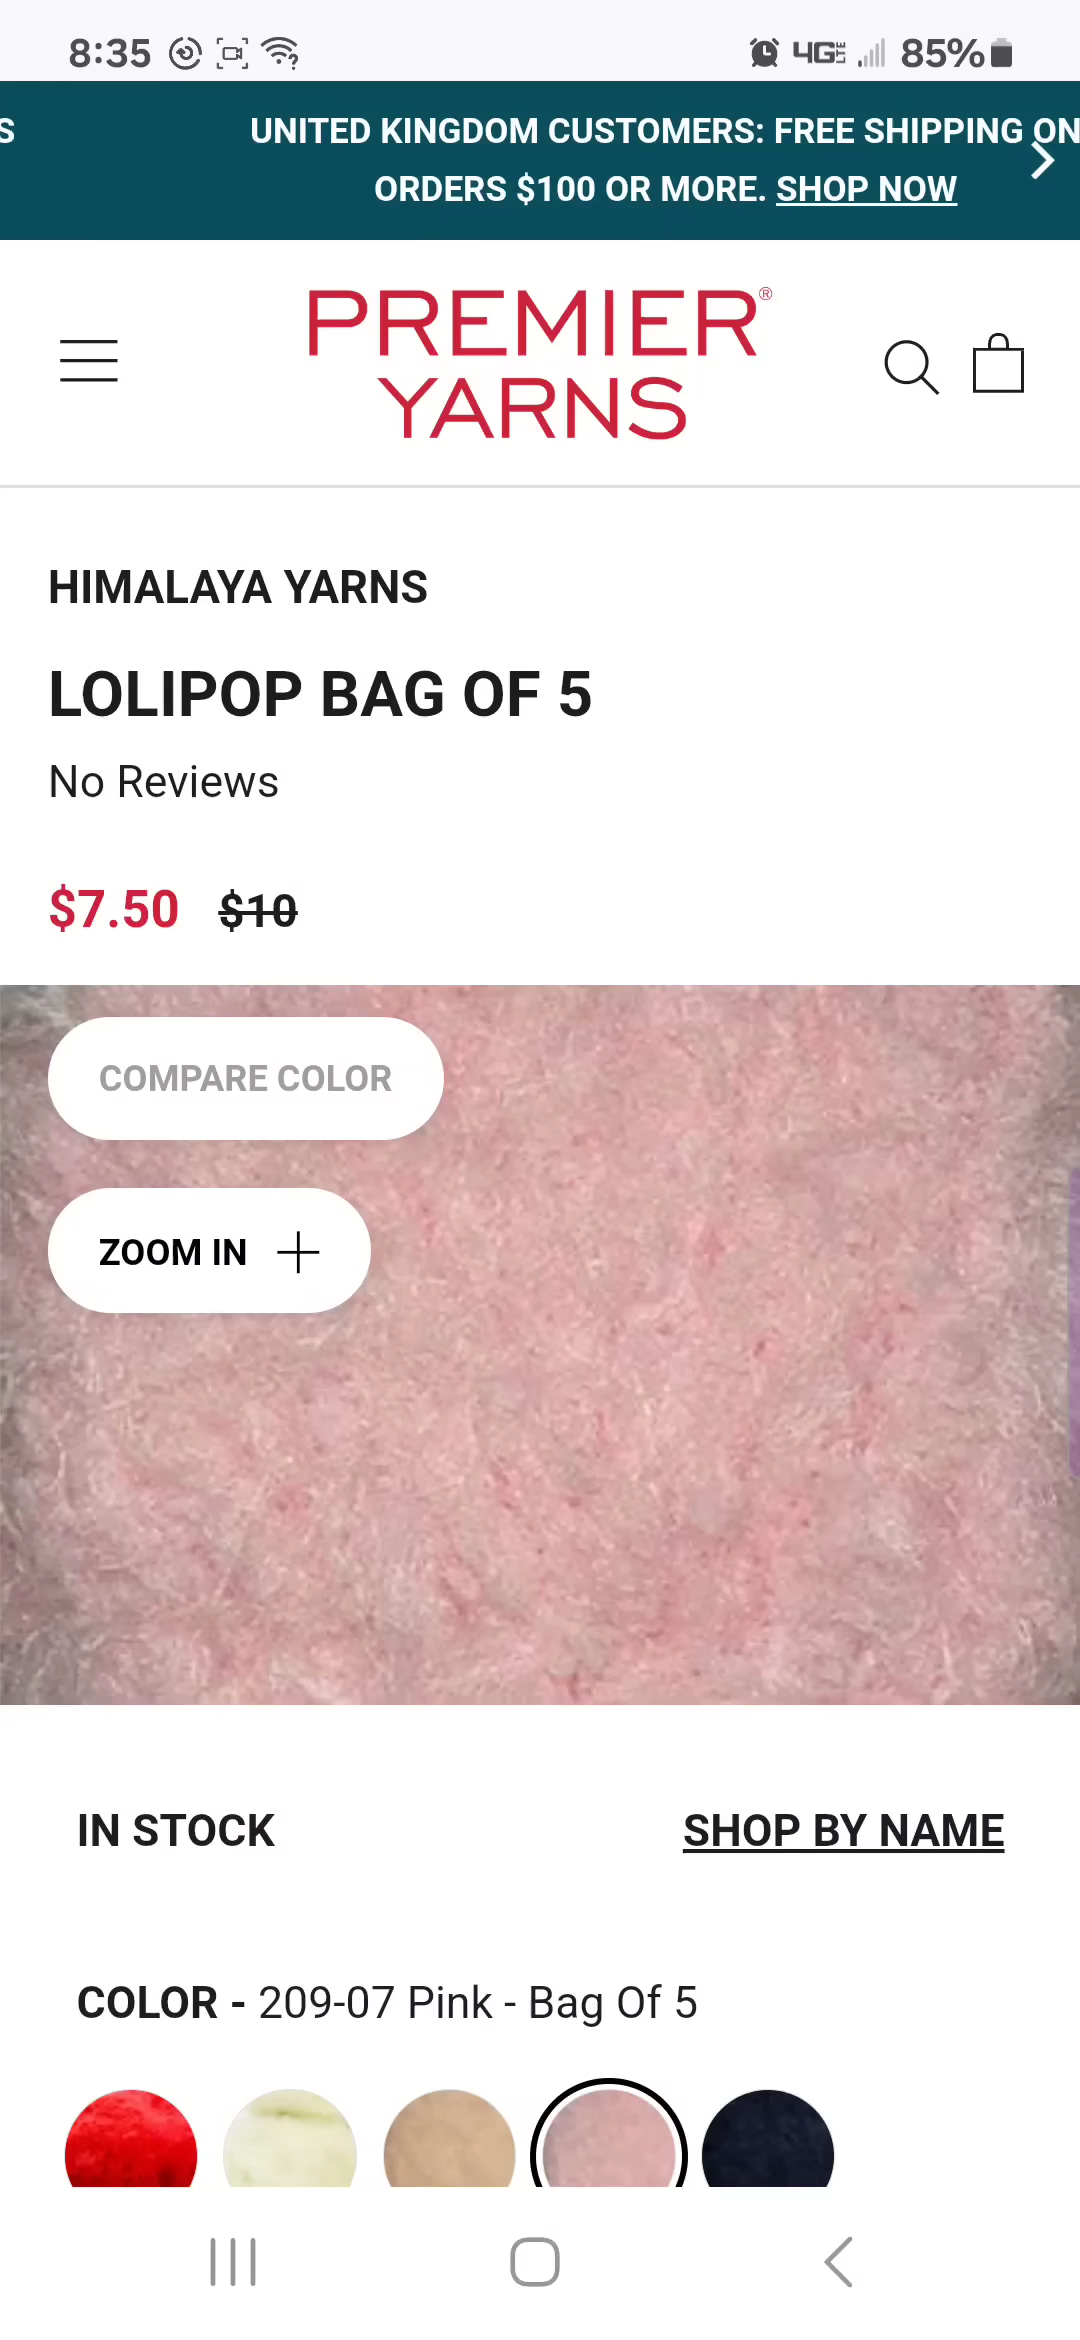 8:35
4G LTE 85%
S
UNITED KINGDOM CUSTOMERS: FREE SHIPPING ON
ORDERS $100 OR MORE. SHOP NOW
PREMIER®
YARNS
HIMALAYA YARNS
LOLIPOP BAG OF 5
No Reviews
$7.50 $10
COMPARE COLOR
ZOOM IN
IN STOCK
SHOP BY NAME
COLOR - 209-07 Pink - Bag Of 5